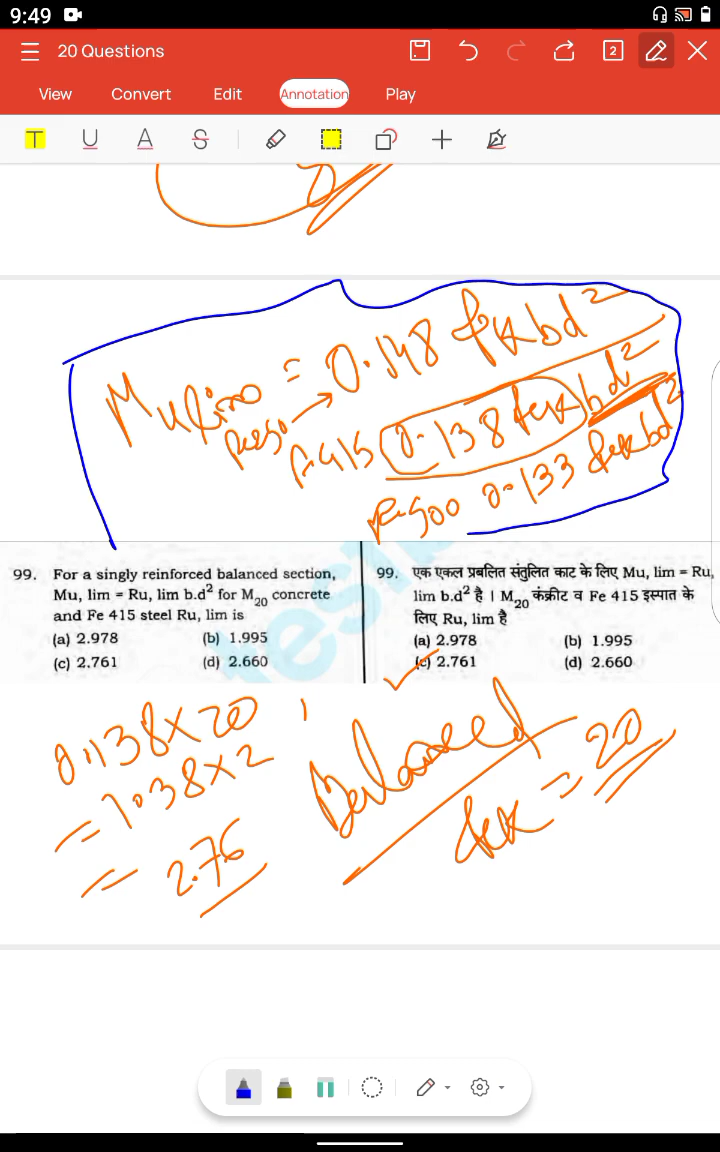 9:49
20 Questions
2
View Convert Edit Annotation Play
T U A S
Mulim = 0.148 fck bd²
fe250
fe415 0.138 fck bd²
fe500 0.133 fck bd²
99. For a singly reinforced balanced section,
Mu, lim = Ru, lim b.d² for M20 concrete
and Fe 415 steel Ru, lim is
(a) 2.978 (b) 1.995
(c) 2.761 (d) 2.660
99. एक एकल प्रबलित संतुलित काट के लिए Mu, lim = Ru,
lim b.d² है । M20 कंक्रीट व Fe 415 इस्पात के
लिए Ru, lim है
(a) 2.978 (b) 1.995
(c) 2.761 (d) 2.660
0.138 × 20
= 1.38 × 2
= 2.76
Balanced
fck = 20